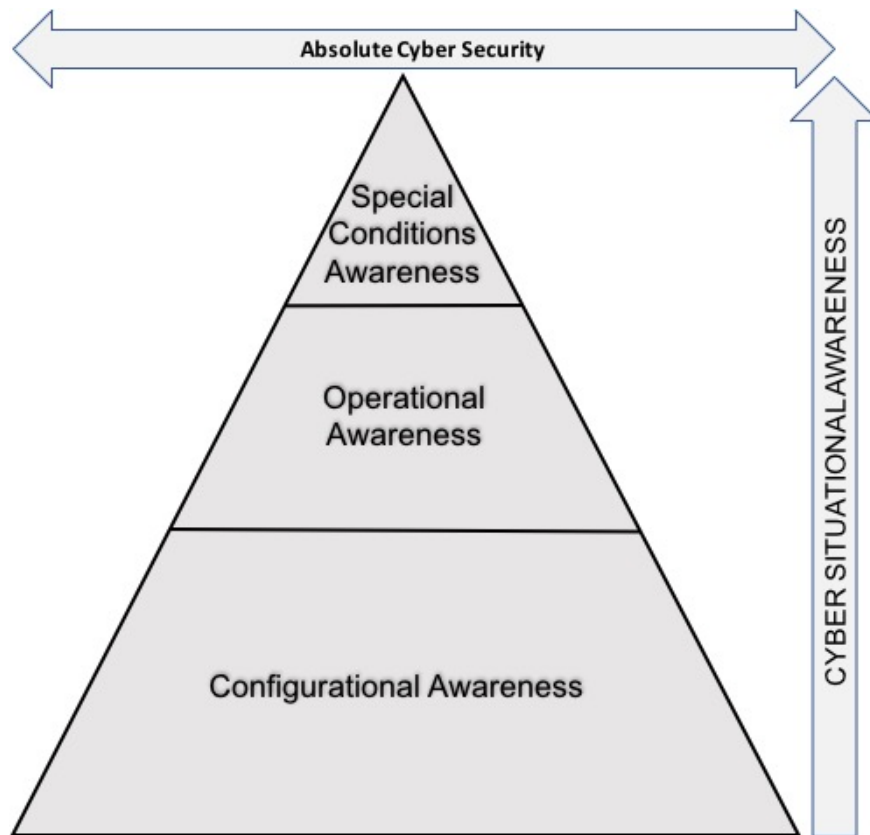 Absolute Cyber Security
Special
Conditions
Awareness
Operational
Awareness
Configurational Awareness
CYBER SITUATIONAL AWARENESS